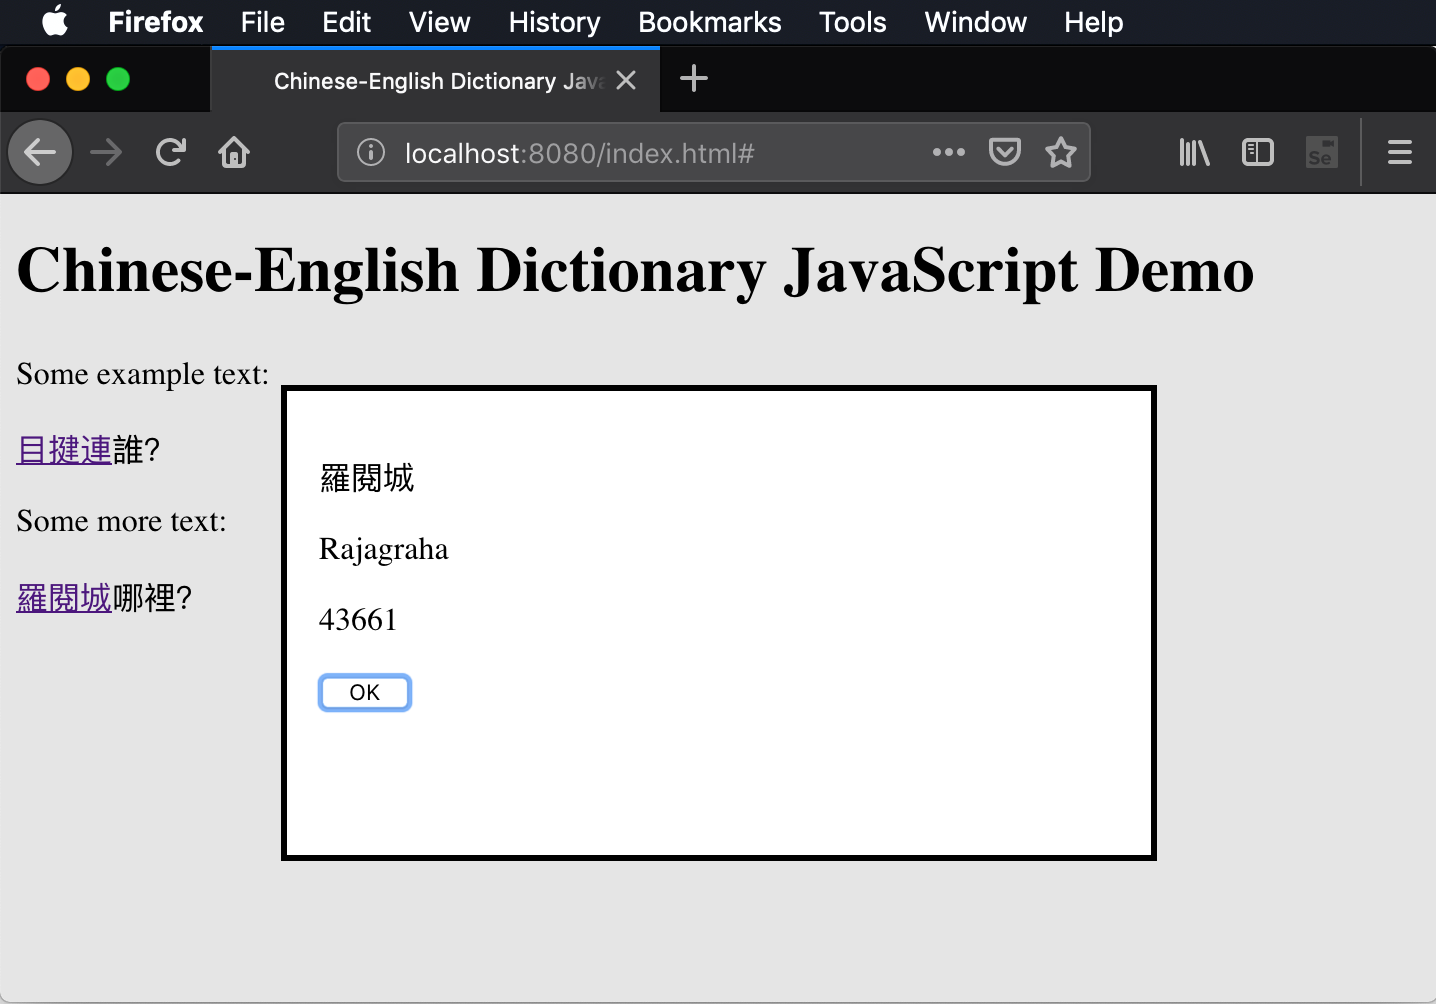 Firefox File Edit View History Bookmarks Tools Window Help
Chinese-English Dictionary Java
localhost:8080/index.html#
Se
Chinese-English Dictionary JavaScript Demo
Some example text:
目揵連誰?
Some more text:
羅閱城哪裡?
羅閱城
Rajagraha
43661
OK